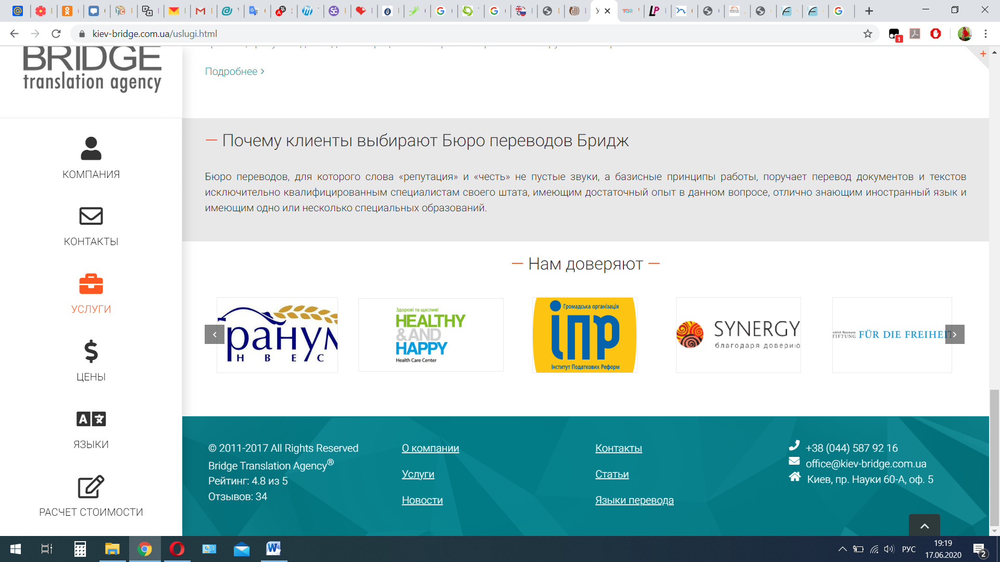 kiev-bridge.com.ua/uslugi.html
1
BRIDGE
translation agency
КОМПАНИЯ
КОНТАКТЫ
УСЛУГИ
ЦЕНЫ
ЯЗЫКИ
РАСЧЕТ СТОИМОСТИ
Подробнее
— Почему клиенты выбирают Бюро переводов Бридж
Бюро переводов, для которого слова «репутация» и «честь» не пустые звуки, а базисные принципы работы, поручает перевод документов и текстов
исключительно квалифицированным специалистам своего штата, имеющим достаточный опыт в данном вопросе, отлично знающим иностранный язык и
имеющим одно или несколько специальных образований.
— Нам доверяют —
Здорові та щасливі
HEALTHY
&AND
HAPPY
Health Care Center
Громадська організація
іпр
Інститут Податкових Реформ
SYNERGY
благодаря доверию
FÜR DIE FREIHEIT
© 2011-2017 All Rights Reserved
Bridge Translation Agency®
Рейтинг: 4.8 из 5
Отзывов: 34
О компании
Услуги
Новости
Контакты
Статьи
Языки перевода
+38 (044) 587 92 16
office@kiev-bridge.com.ua
Киев, пр. Науки 60-А, оф. 5
РУС
19:19
17.06.2020
2